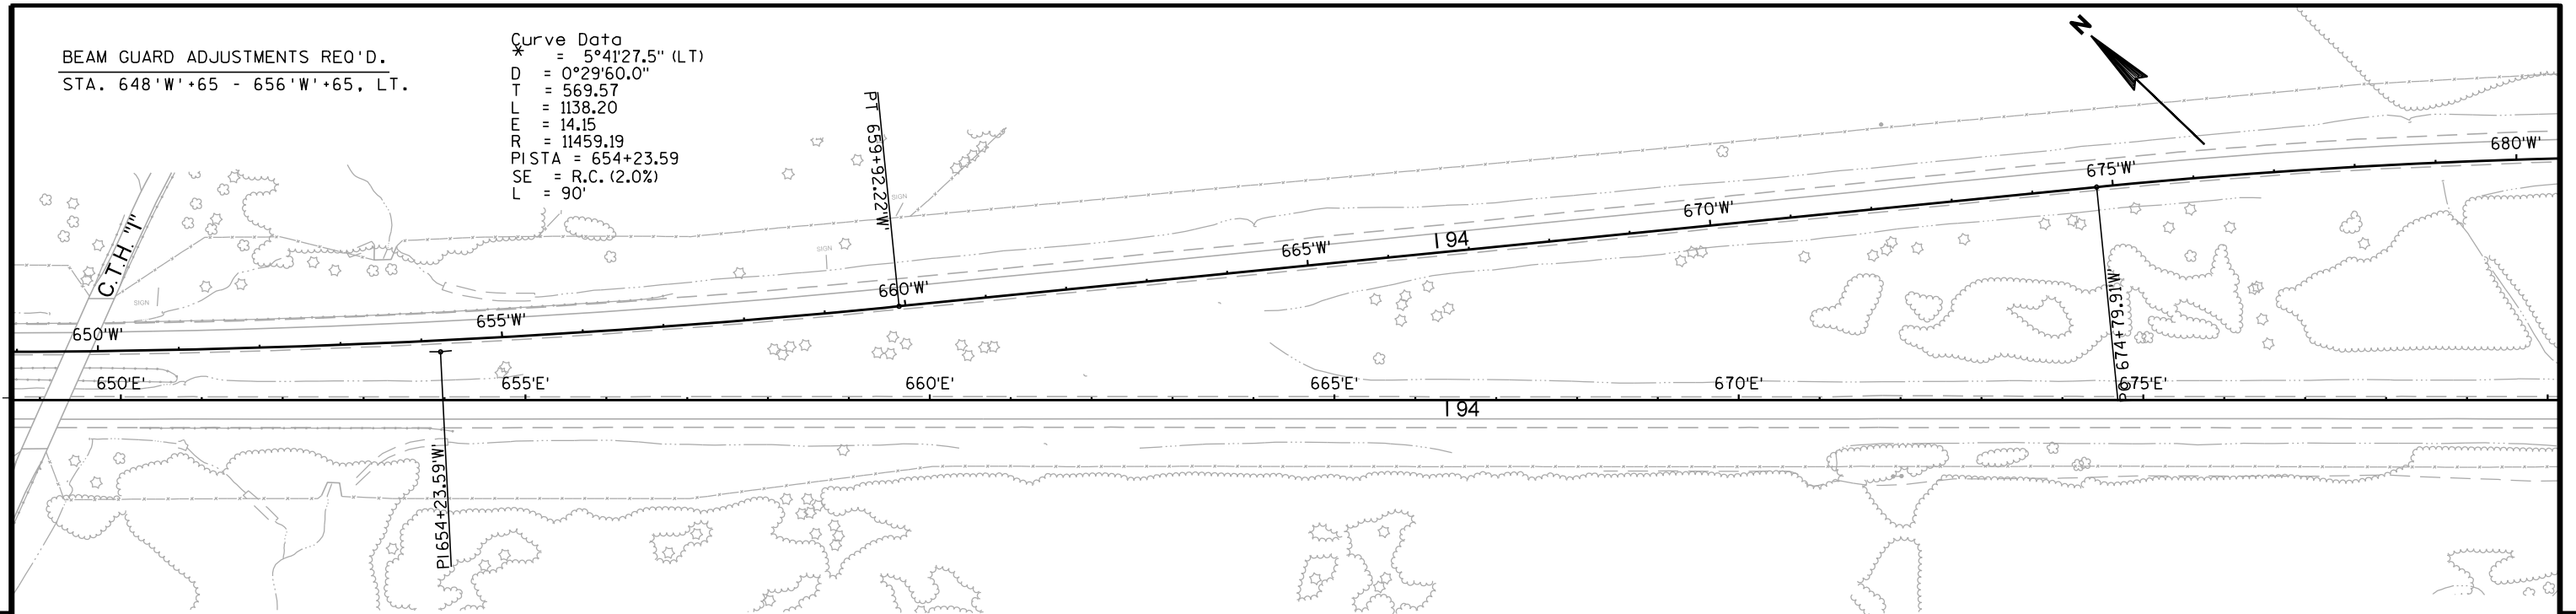 BEAM GUARD ADJUSTMENTS REQ'D.
STA. 648'W'+65 - 656'W'+65, LT.
Curve Data
* = 5°41'27.5" (LT)
D = 0°29'60.0"
T = 569.57
L = 1138.20
E = 14.15
R = 11459.19
PISTA = 654+23.59
SE = R.C. (2.0%)
L = 90'
N
PT 659+92.22'W'
C.T.H. "I"
SIGN
SIGN
SIGN
650'W'
655'W'
660'W'
665'W'
I 94
670'W'
675'W'
680'W'
650'E'
655'E'
660'E'
665'E'
670'E'
675'E'
I 94
PI 654+23.59'W'
674+79.91'W'